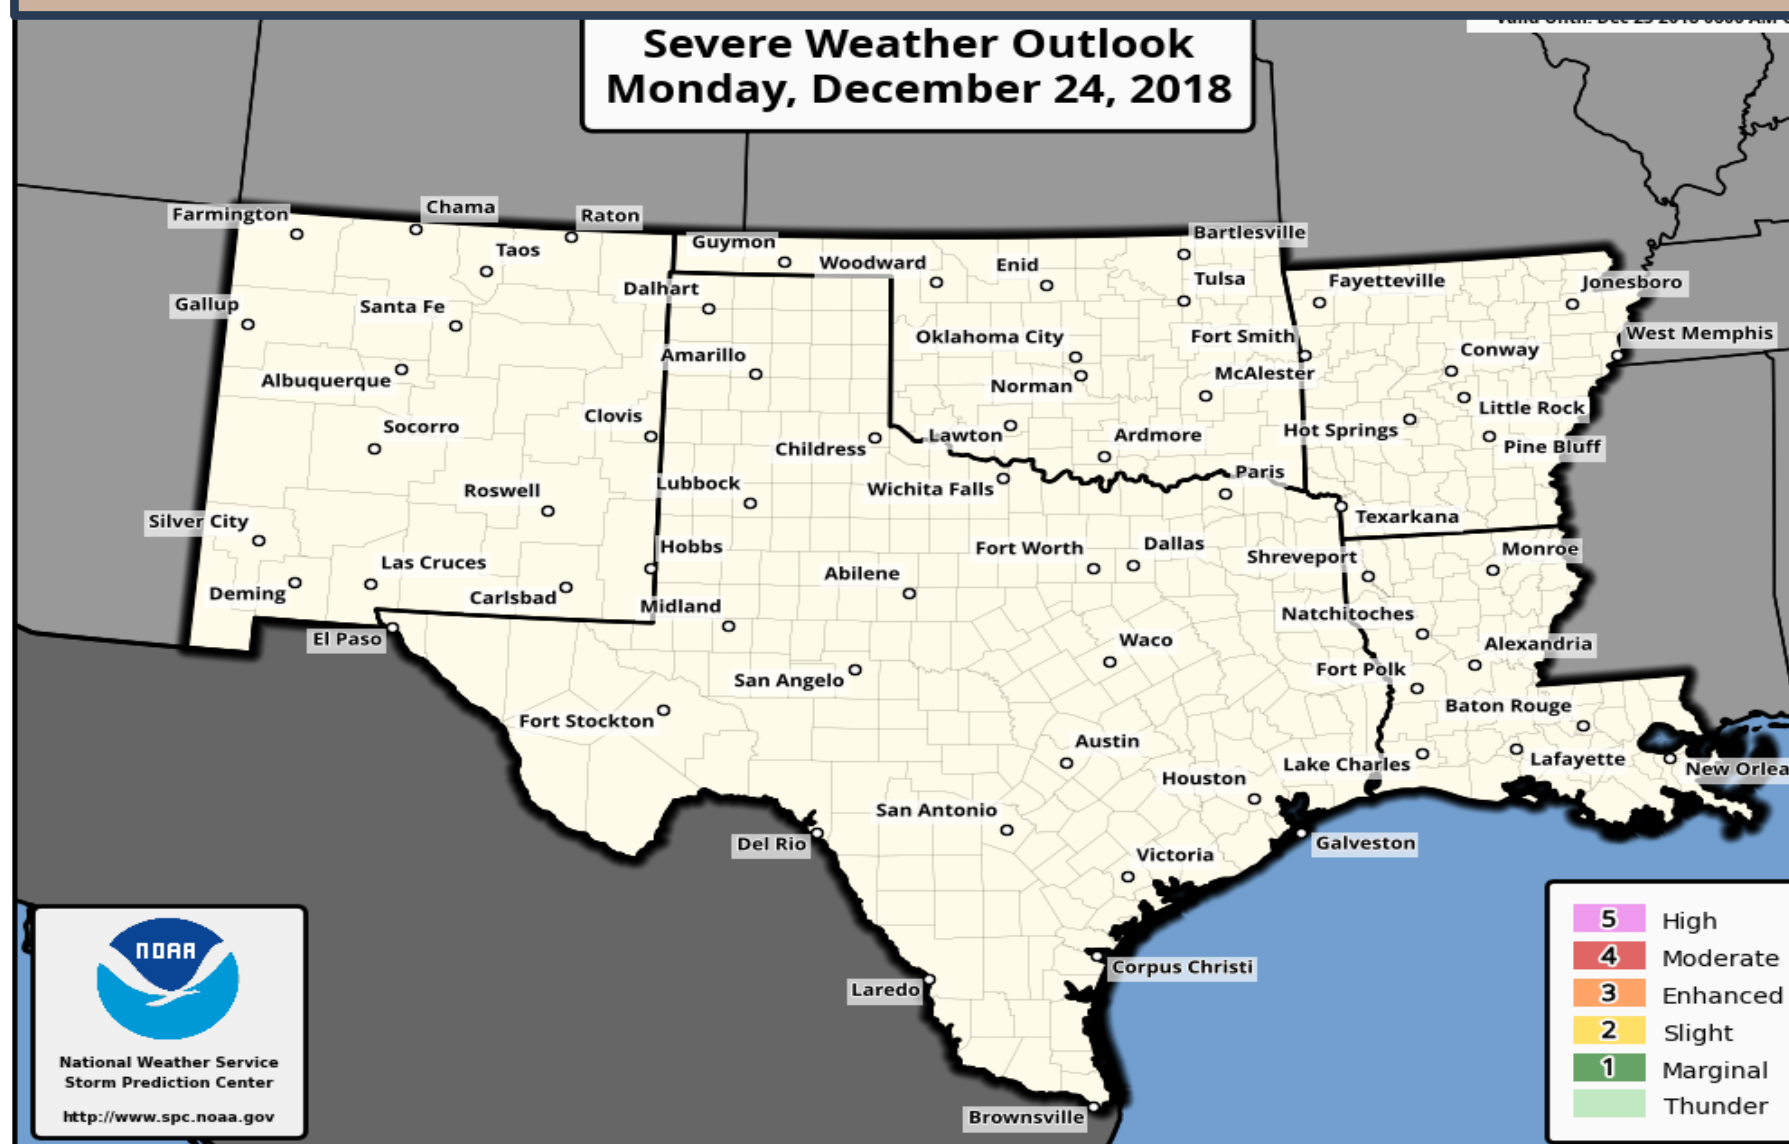 Severe Weather Outlook
Monday, December 24, 2018
Farmington
Chama
Raton
Taos
Guymon
Woodward
Enid
Bartlesville
Tulsa
Fayetteville
Jonesboro
Gallup
Santa Fe
Dalhart
Oklahoma City
Fort Smith
West Memphis
Albuquerque
Amarillo
Norman
McAlester
Conway
Socorro
Clovis
Childress
Lawton
Ardmore
Hot Springs
Little Rock
Pine Bluff
Roswell
Lubbock
Wichita Falls
Paris
Texarkana
Silver City
Las Cruces
Hobbs
Fort Worth
Dallas
Shreveport
Monroe
Deming
Carlsbad
Midland
Abilene
Natchitoches
El Paso
Waco
Alexandria
San Angelo
Fort Polk
Fort Stockton
Baton Rouge
Austin
Houston
Lake Charles
Lafayette
New Orlea
San Antonio
Del Rio
Galveston
Victoria
Corpus Christi
Laredo
Brownsville
NOAA
National Weather Service
Storm Prediction Center
http://www.spc.noaa.gov
5 High
4 Moderate
3 Enhanced
2 Slight
1 Marginal
Thunder